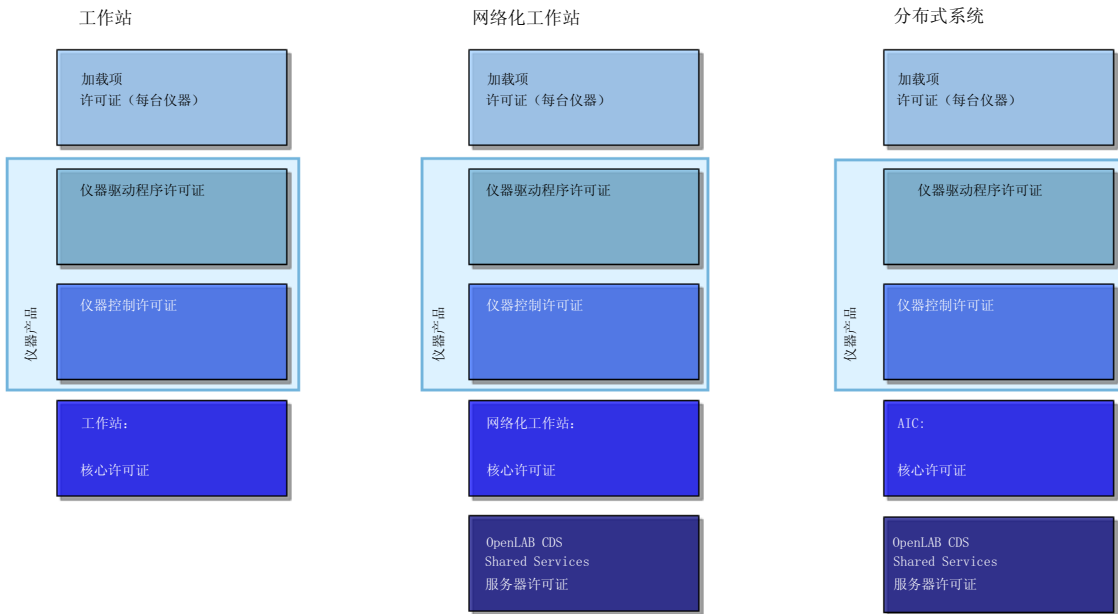 工作站
加载项
许可证（每台仪器）
仪器驱动程序许可证
仪器控制许可证
仪器产品
工作站：
核心许可证
网络化工作站
加载项
许可证（每台仪器）
仪器驱动程序许可证
仪器控制许可证
仪器产品
网络化工作站：
核心许可证
OpenLAB CDS
Shared Services
服务器许可证
分布式系统
加载项
许可证（每台仪器）
仪器驱动程序许可证
仪器控制许可证
仪器产品
AIC：
核心许可证
OpenLAB CDS
Shared Services
服务器许可证